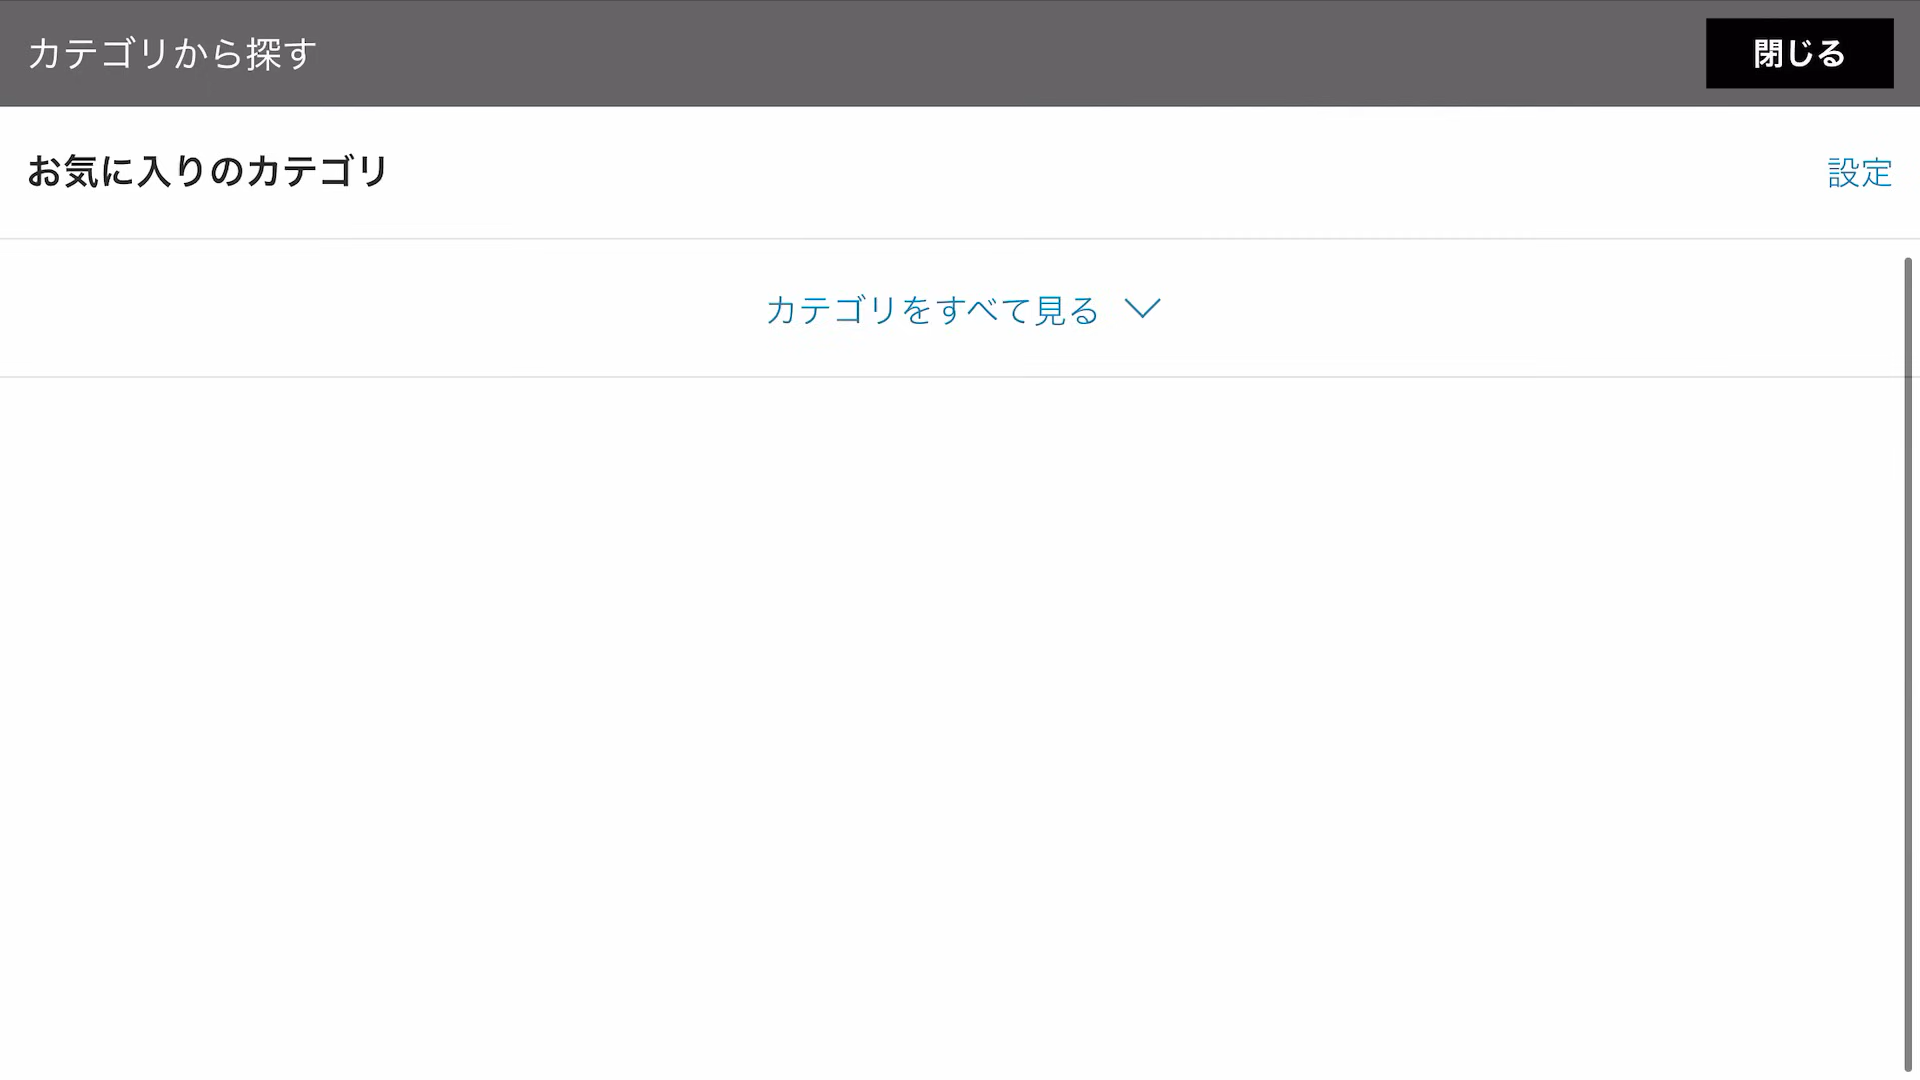 カテゴリから探す
閉じる
お気に入りのカテゴリ
設定
カテゴリをすべて見る